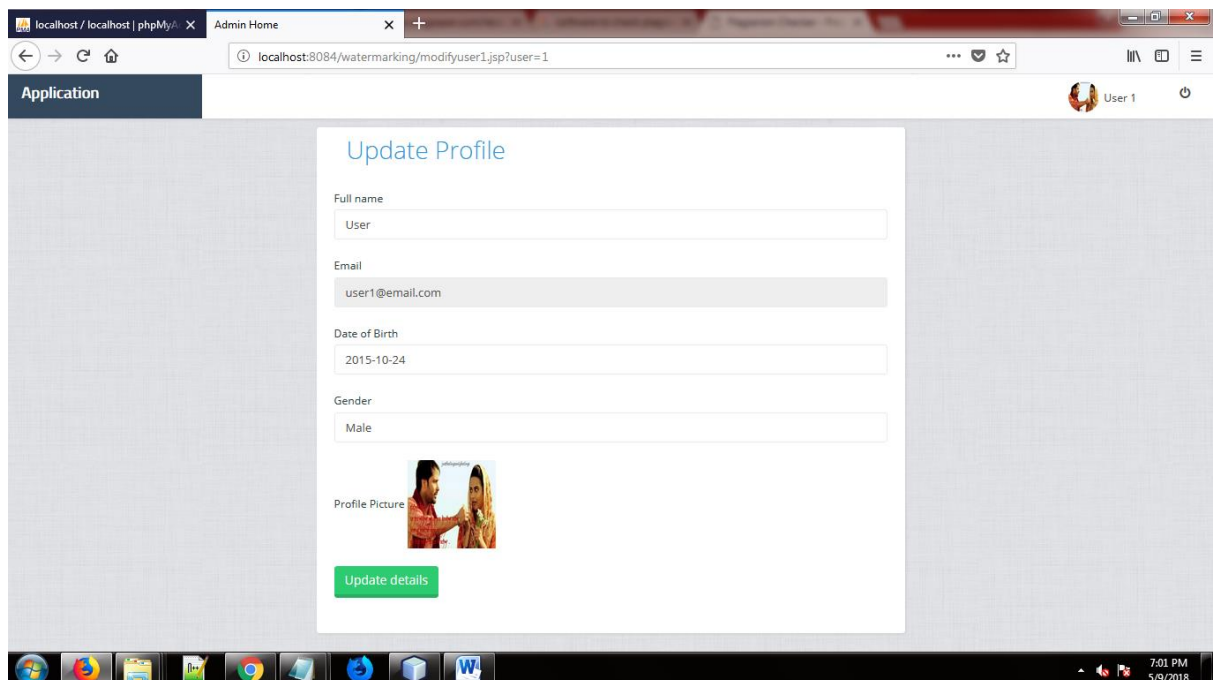 localhost / localhost | phpMyA
Admin Home
localhost:8084/watermarking/modifyuser1.jsp?user=1
Application
User 1
Update Profile
Full name
User
Email
user1@email.com
Date of Birth
2015-10-24
Gender
Male
Profile Picture
Update details
7:01 PM
5/9/2018